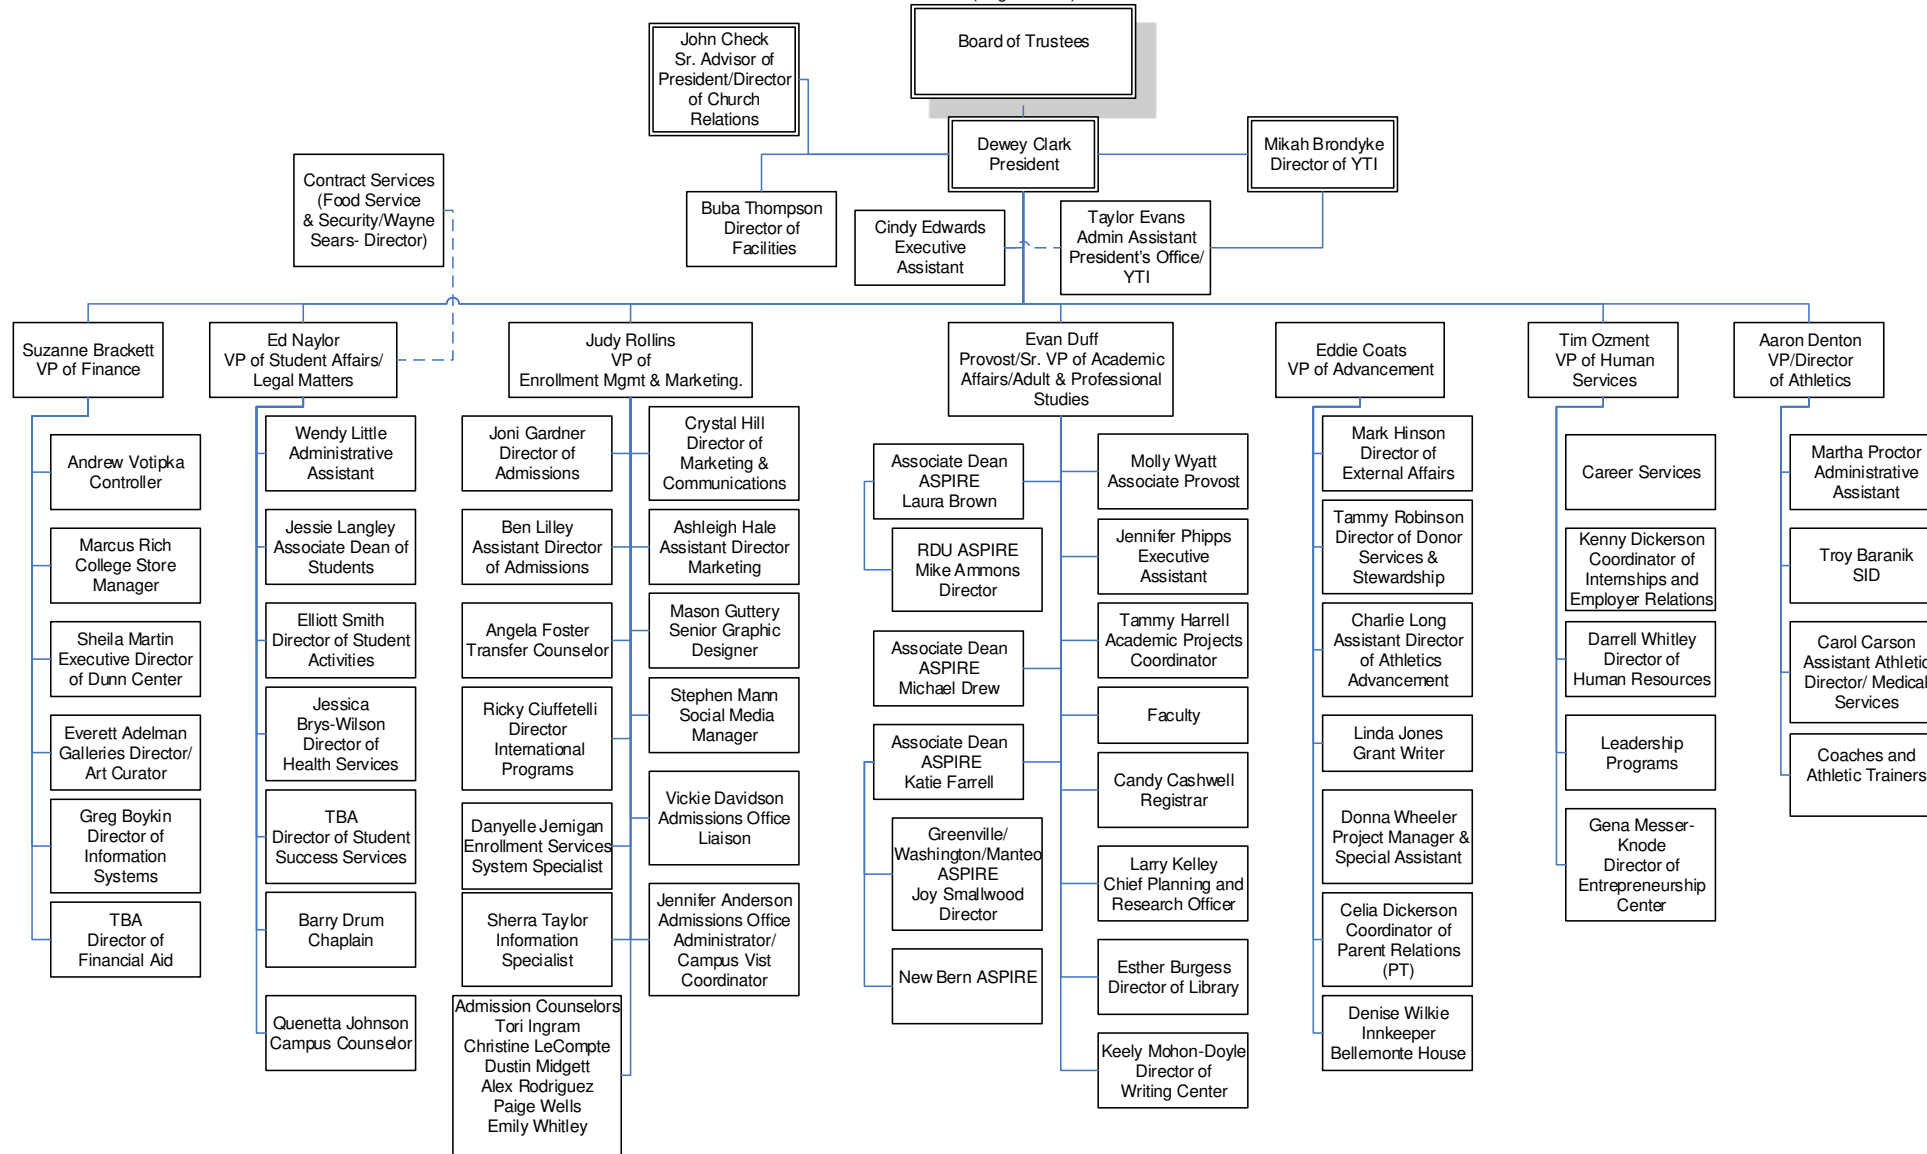 Board of Trustees
John Check
Sr. Advisor of
President/Director
of Church
Relations
Dewey Clark
President
Mikah Brondyke
Director of YTI
Contract Services
(Food Service
& Security/Wayne
Sears- Director)
Buba Thompson
Director of
Facilities
Cindy Edwards
Executive
Assistant
Taylor Evans
Admin Assistant
President's Office/
YTI
Suzanne Brackett
VP of Finance
Ed Naylor
VP of Student Affairs/
Legal Matters
Judy Rollins
VP of
Enrollment Mgmt & Marketing.
Evan Duff
Provost/Sr. VP of Academic
Affairs/Adult & Professional
Studies
Eddie Coats
VP of Advancement
Tim Ozment
VP of Human
Services
Aaron Denton
VP/Director
of Athletics
Andrew Votipka
Controller
Marcus Rich
College Store
Manager
Sheila Martin
Executive Director
of Dunn Center
Everett Adelman
Galleries Director/
Art Curator
Greg Boykin
Director of
Information
Systems
TBA
Director of
Financial Aid
Wendy Little
Administrative
Assistant
Jessie Langley
Associate Dean of
Students
Elliott Smith
Director of Student
Activities
Jessica
Brys-Wilson
Director of
Health Services
TBA
Director of Student
Success Services
Barry Drum
Chaplain
Quenetta Johnson
Campus Counselor
Joni Gardner
Director of
Admissions
Ben Lilley
Assistant Director
of Admissions
Angela Foster
Transfer Counselor
Ricky Ciuffetelli
Director
International
Programs
Danyelle Jernigan
Enrollment Services
System Specialist
Sherra Taylor
Information
Specialist
Admission Counselors
Tori Ingram
Christine LeCompte
Dustin Midgett
Alex Rodriguez
Paige Wells
Emily Whitley
Crystal Hill
Director of
Marketing &
Communications
Ashleigh Hale
Assistant Director
Marketing
Mason Guttery
Senior Graphic
Designer
Stephen Mann
Social Media
Manager
Vickie Davidson
Admissions Office
Liaison
Jennifer Anderson
Admissions Office
Administrator/
Campus Vist
Coordinator
Associate Dean
ASPIRE
Laura Brown
RDU ASPIRE
Mike Ammons
Director
Associate Dean
ASPIRE
Michael Drew
Associate Dean
ASPIRE
Katie Farrell
Greenville/
Washington/Manteo
ASPIRE
Joy Smallwood
Director
New Bern ASPIRE
Molly Wyatt
Associate Provost
Jennifer Phipps
Executive
Assistant
Tammy Harrell
Academic Projects
Coordinator
Faculty
Candy Cashwell
Registrar
Larry Kelley
Chief Planning and
Research Officer
Esther Burgess
Director of Library
Keely Mohon-Doyle
Director of
Writing Center
Mark Hinson
Director of
External Affairs
Tammy Robinson
Director of Donor
Services &
Stewardship
Charlie Long
Assistant Director
of Athletics
Advancement
Linda Jones
Grant Writer
Donna Wheeler
Project Manager &
Special Assistant
Celia Dickerson
Coordinator of
Parent Relations
(PT)
Denise Wilkie
Innkeeper
Bellemonte House
Career Services
Kenny Dickerson
Coordinator of
Internships and
Employer Relations
Darrell Whitley
Director of
Human Resources
Leadership
Programs
Gena Messer-
Knode
Director of
Entrepreneurship
Center
Martha Proctor
Administrative
Assistant
Troy Baranik
SID
Carol Carson
Assistant Athletic
Director/ Medical
Services
Coaches and
Athletic Trainers